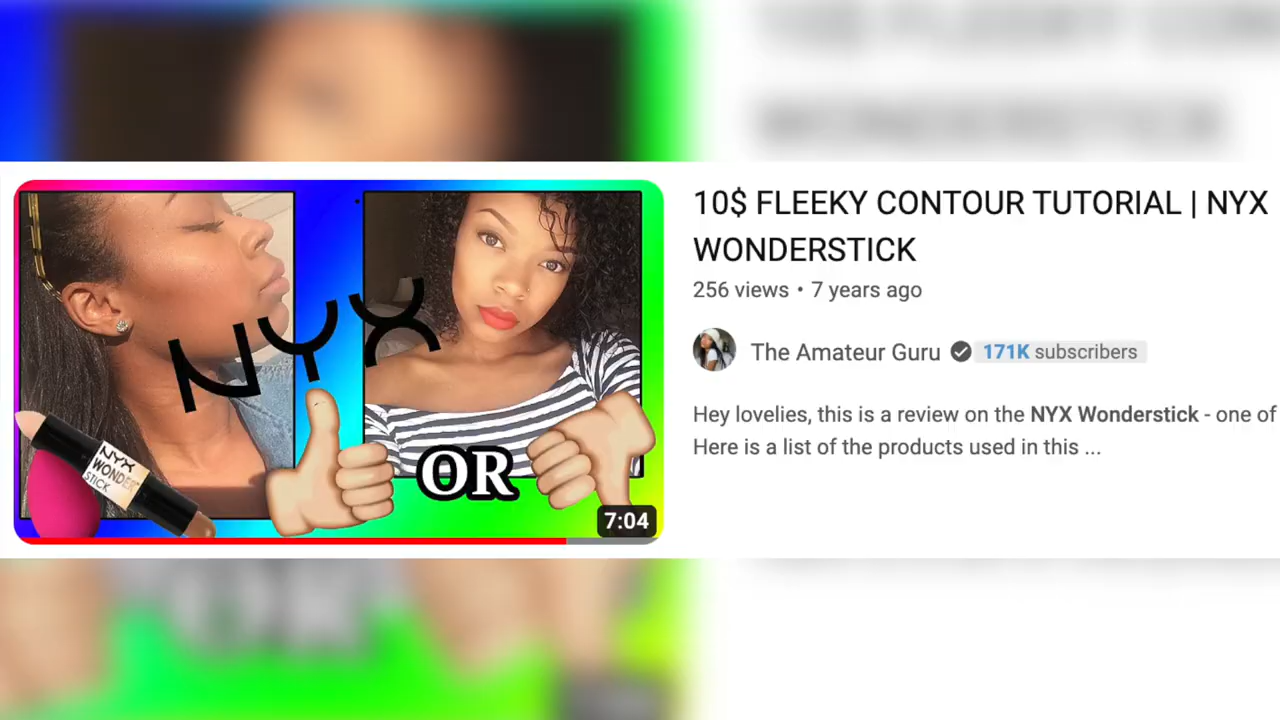 10$ FLEEKY CONTOUR TUTORIAL | NYX
WONDERSTICK
256 views • 7 years ago
The Amateur Guru 171K subscribers
Hey lovelies, this is a review on the NYX Wonderstick - one of
Here is a list of the products used in this ...
NYX
NYX
WONDER
STICK
OR
7:04